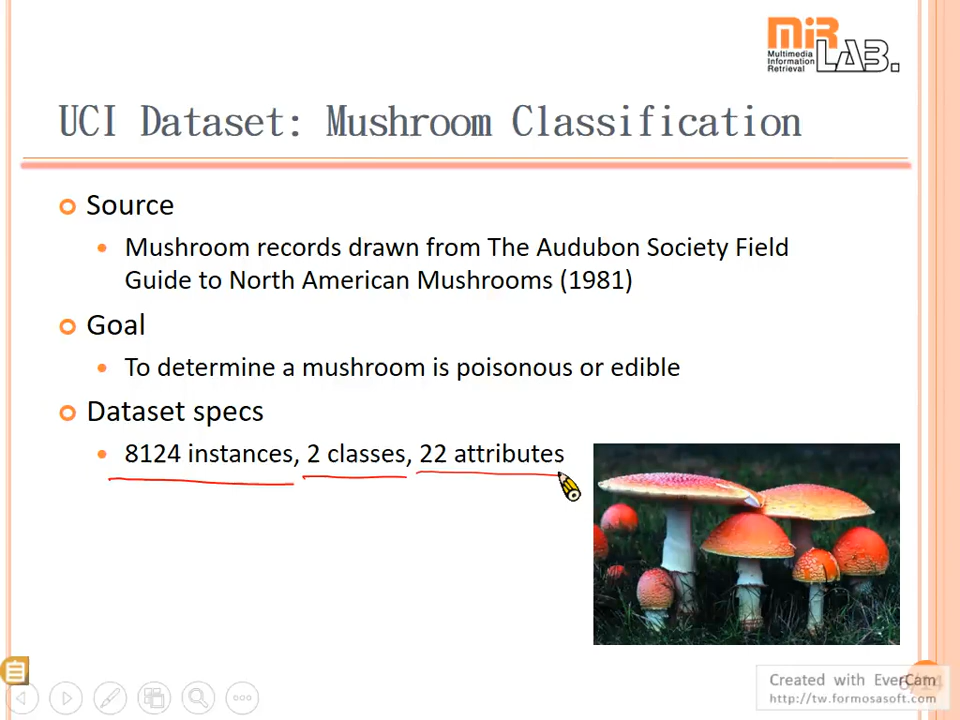 MIR
Multimedia
Information
Retrieval
LAB.
UCI Dataset: Mushroom Classification
Source
Mushroom records drawn from The Audubon Society Field
Guide to North American Mushrooms (1981)
Goal
To determine a mushroom is poisonous or edible
Dataset specs
8124 instances, 2 classes, 22 attributes
Created with EverCam
http://tw.formosasoft.com